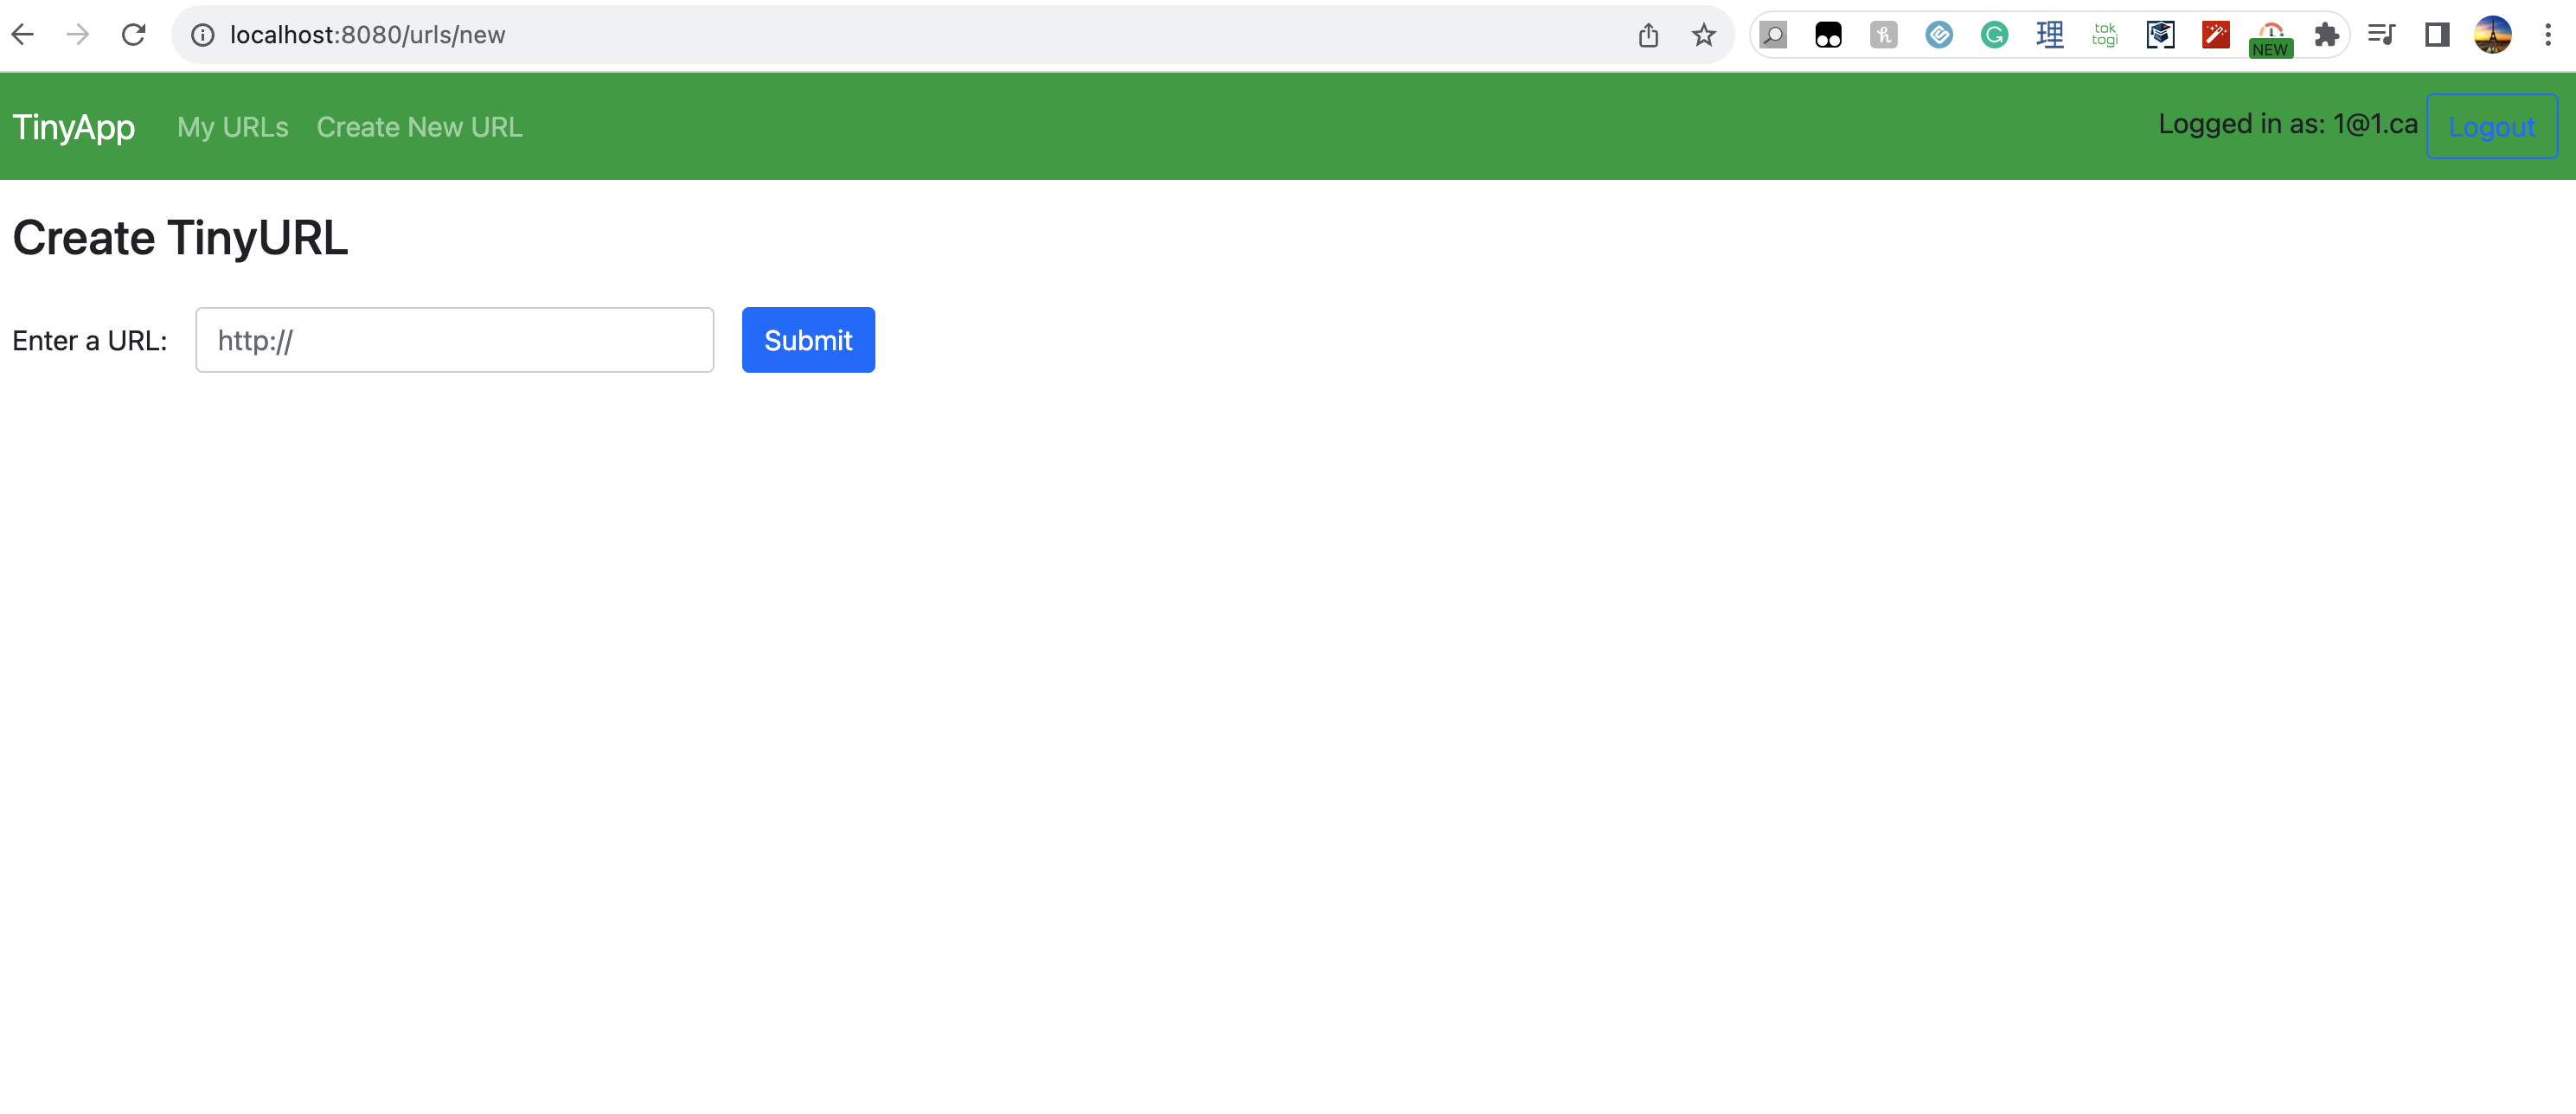 localhost:8080/urls/new
理
tok
togi
NEW
TinyApp My URLs Create New URL Logged in as: 1@1.ca Logout
Create TinyURL
Enter a URL: http:// Submit